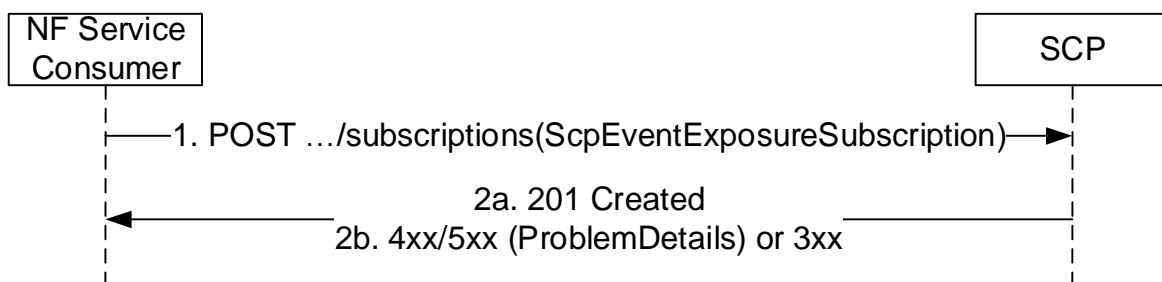 NF Service
Consumer
SCP
1. POST …/subscriptions(ScpEventExposureSubscription)
2a. 201 Created
2b. 4xx/5xx (ProblemDetails) or 3xx